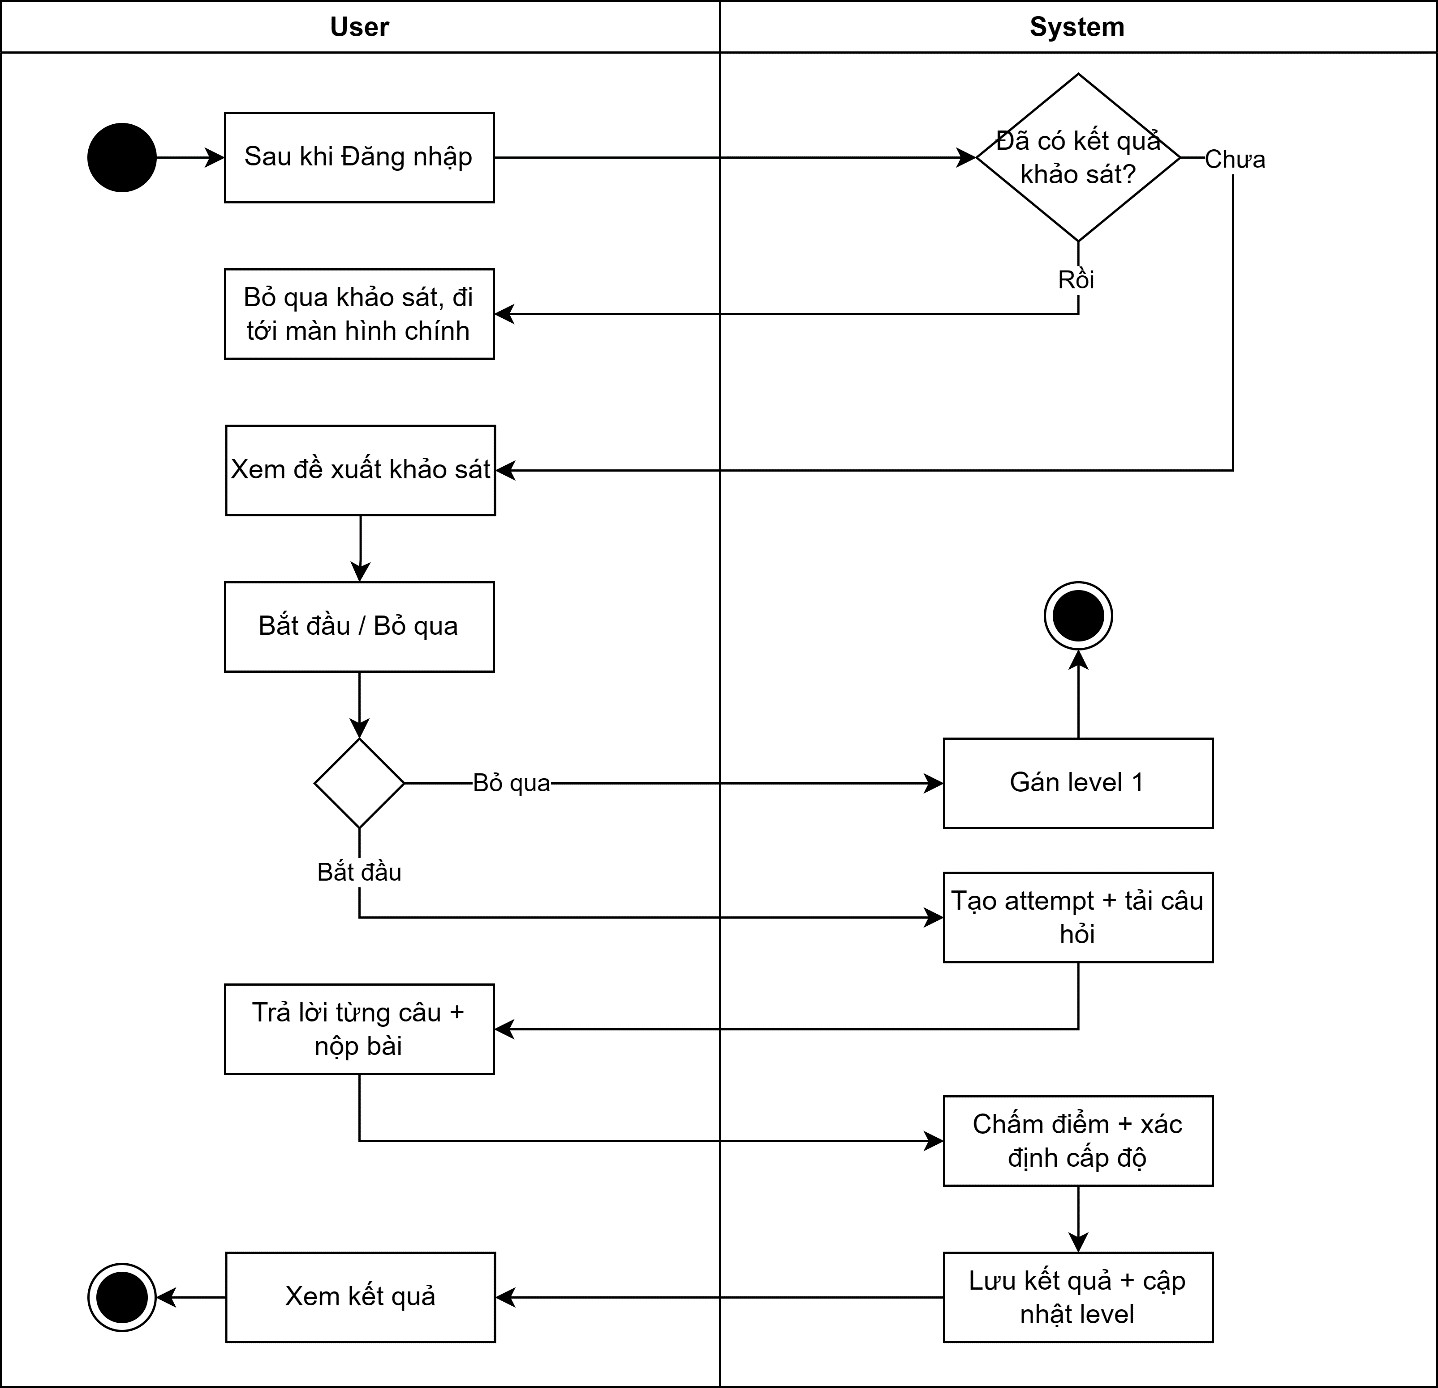 User
System
Sau khi Đăng nhập
Đã có kết quả
khảo sát?
Chưa
Rồi
Bỏ qua khảo sát, đi
tới màn hình chính
Xem đề xuất khảo sát
Bắt đầu / Bỏ qua
Bỏ qua
Gán level 1
Bắt đầu
Tạo attempt + tải câu
hỏi
Trả lời từng câu +
nộp bài
Chấm điểm + xác
định cấp độ
Lưu kết quả + cập
nhật level
Xem kết quả